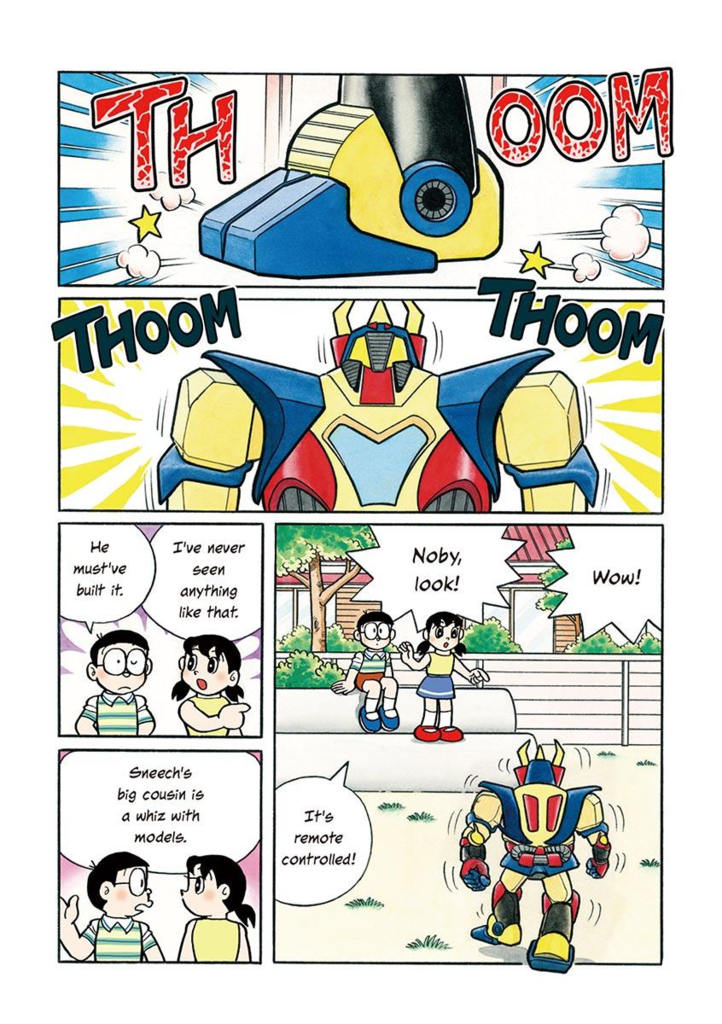 THOOM
THOOM
THOOM
Noby,
look!
Wow!
It's
remote
controlled!
I've never
seen
anything
like that.
He
must've
built it.
Sneech's
big cousin is
a whiz with
models.